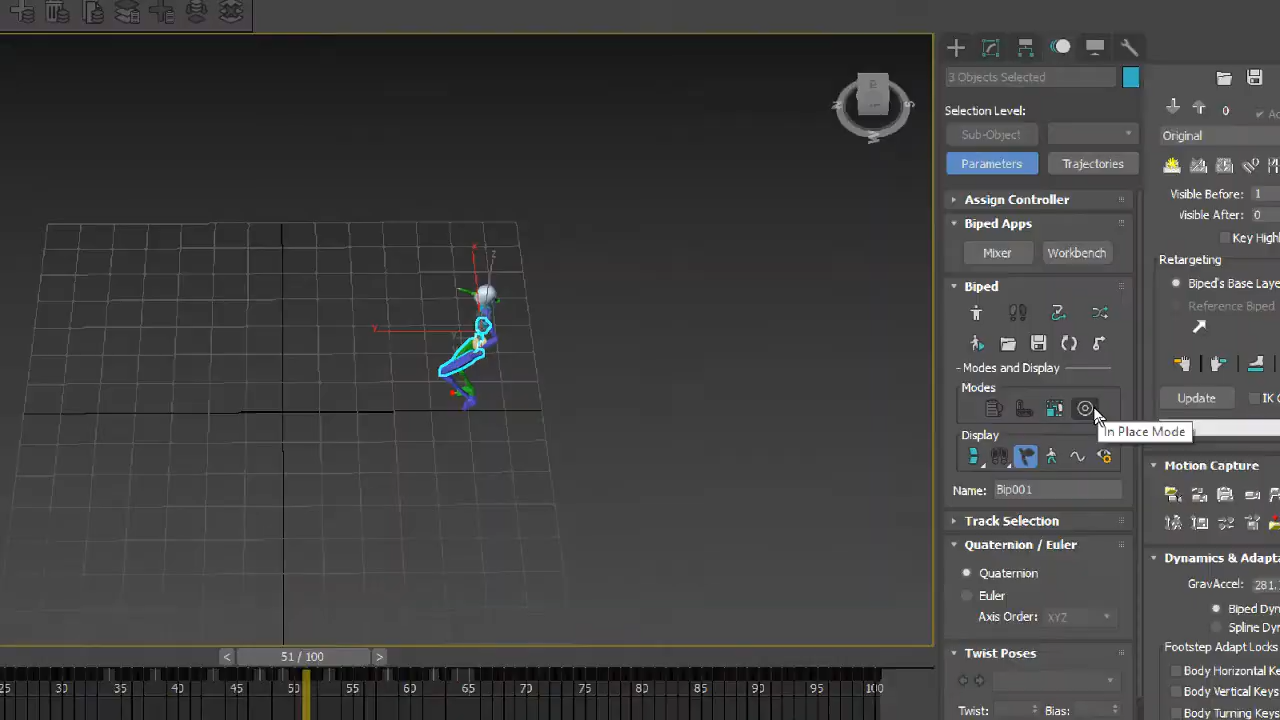 3 Objects Selected
Selection Level:
Sub-Object
Parameters
Trajectories
Assign Controller
Biped Apps
Mixer
Workbench
Biped
Modes and Display
Modes
In Place Mode
Display
Name: Bip001
Track Selection
Quaternion / Euler
Quaternion
Euler
Axis Order: XYZ
Twist Poses
Twist: Bias:
0
Original
Visible Before: 1
Visible After: 0
Key Highl
Retargeting
Biped's Base Laye
Reference Biped
Update
IK C
Motion Capture
Dynamics & Adapta
GravAccel: 281.
Biped Dyn
Spline Dyn
Footstep Adapt Locks
Body Horizontal Key
Body Vertical Keys
Body Turning Keys
x
y
z
W
< 51 / 100 >
25 30 35 40 45 50 55 60 65 70 75 80 85 90 95 100